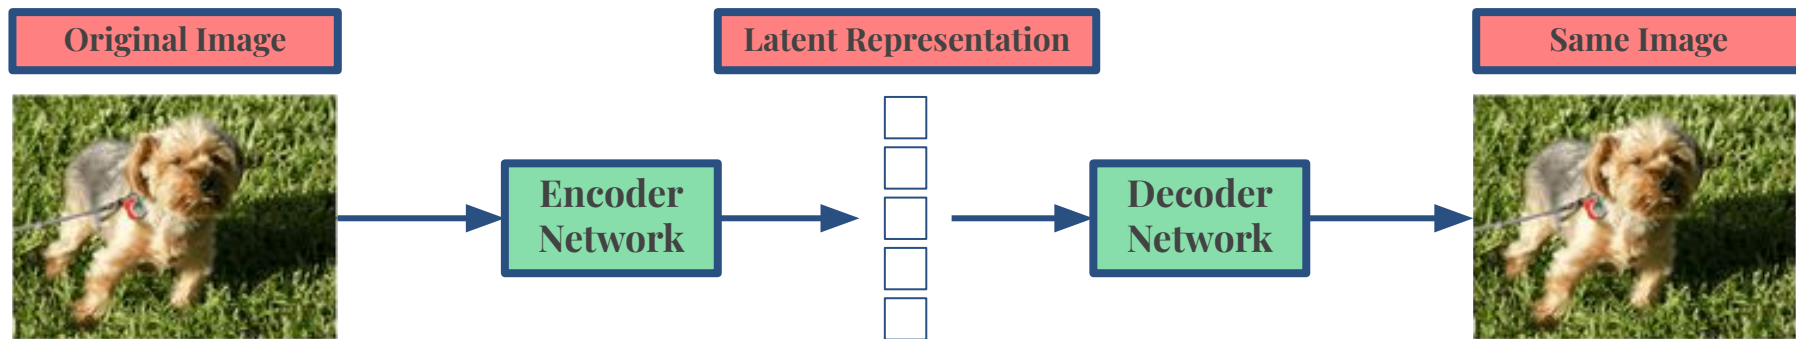 Original Image
Latent Representation
Same Image
Encoder
Network
Decoder
Network